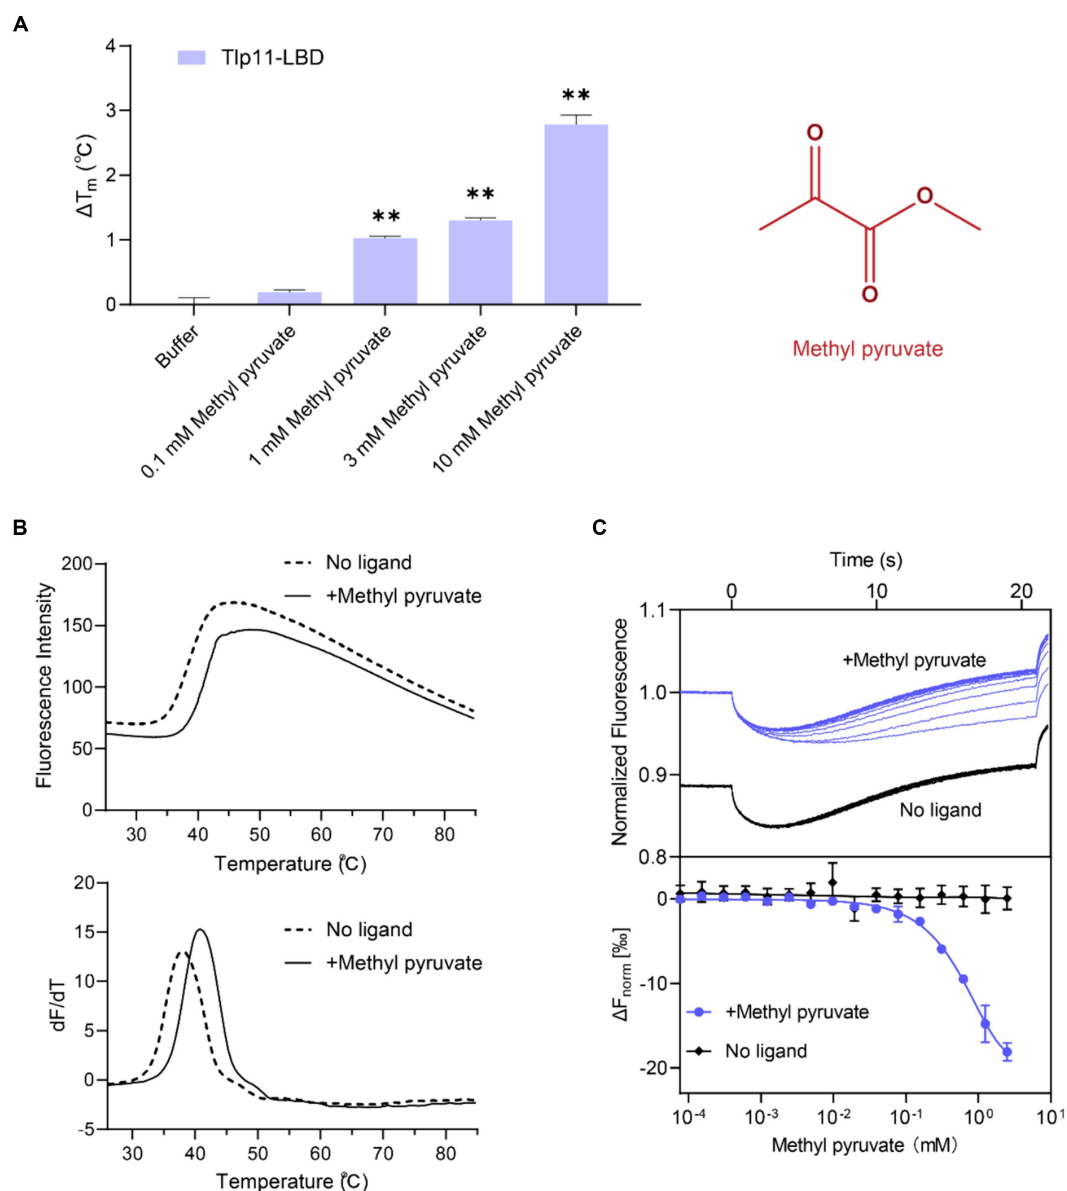 A
Tlp11-LBD
4
3
2
1
0
ΔTm (°C)
**
**
**
Buffer
0.1 mM Methyl pyruvate
1 mM Methyl pyruvate
3 mM Methyl pyruvate
10 mM Methyl pyruvate
O
O
O
Methyl pyruvate
B
Fluorescence Intensity
200
150
100
50
0
No ligand
+Methyl pyruvate
30 40 50 60 70 80
Temperature (°C)
dF/dT
20
15
10
5
0
-5
No ligand
+Methyl pyruvate
30 40 50 60 70 80
Temperature (°C)
C
Time (s)
0 10 20
Normalized Fluorescence
1.1
1.0
0.9
0.8
+Methyl pyruvate
No ligand
ΔFnorm [‰]
0
-10
-20
+Methyl pyruvate
No ligand
10⁻⁴ 10⁻³ 10⁻² 10⁻¹ 10⁰ 10¹
Methyl pyruvate (mM)